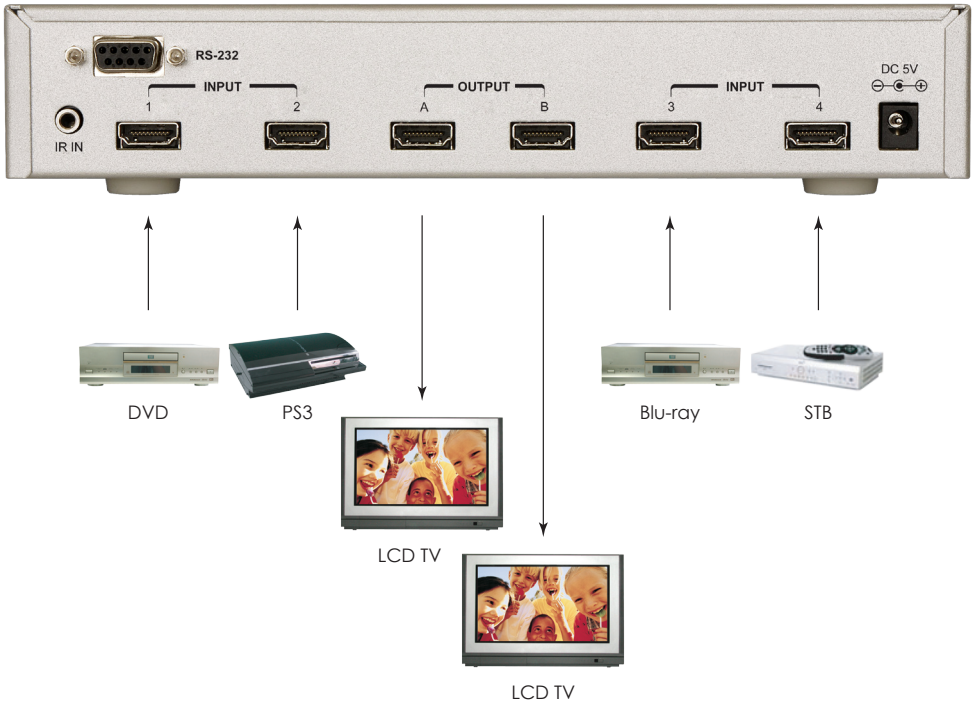 RS-232
DC 5V
INPUT
OUTPUT
INPUT
1
2
A
B
3
4
IR IN
DVD
PS3
Blu-ray
STB
LCD TV
LCD TV